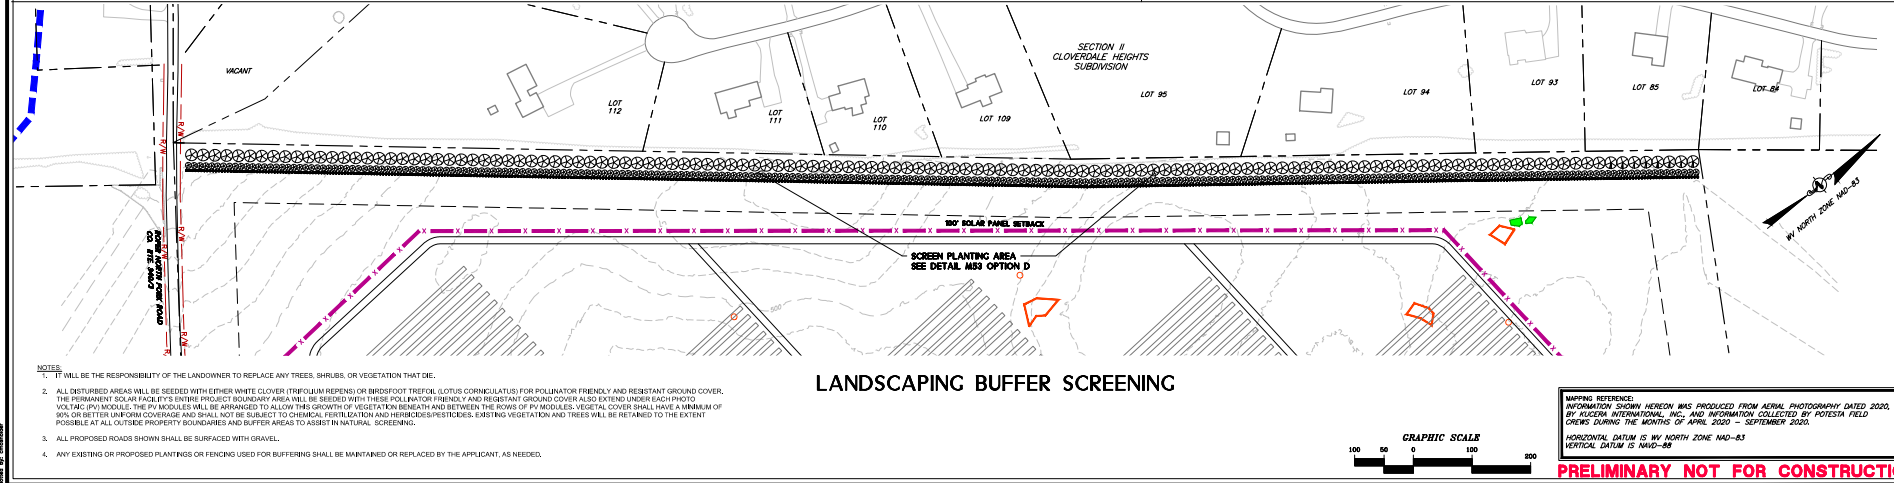 VACANT
LOT
112
LOT
111
LOT
110
LOT 109
SECTION II
CLOVERDALE HEIGHTS
SUBDIVISION
LOT 95
LOT 94
LOT 93
LOT 85
LOT 84
R/W
R/W
R/W
R/W
R/W
CO. RTE 340/3
100' SOLAR PANEL SETBACK
SCREEN PLANTING AREA
SEE DETAIL M53 OPTION D
500
N
WV NORTH ZONE NAD-83
NOTES:
1. IT WILL BE THE RESPONSIBILITY OF THE LANDOWNER TO REPLACE ANY TREES, SHRUBS, OR VEGETATION THAT DIE.
2. ALL DISTURBED AREAS WILL BE SEEDED WITH EITHER WHITE CLOVER (TRIFOLIUM REPENS) OR BIRDSFOOT TREFOIL (LOTUS CORNICULATUS) FOR POLLINATOR FRIENDLY AND RESISTANT GROUND COVER.
THE PERMANENT SOLAR FACILITY'S ENTIRE PROJECT BOUNDARY AREA WILL BE SEEDED WITH THESE POLLINATOR FRIENDLY AND REGISTANT GROUND COVER ALSO EXTEND UNDER EACH PHOTO
VOLTAIC (PV) MODULE. THE PV MODULES WILL BE ARRANGED TO ALLOW THIS GROWTH OF VEGETATION BENEATH AND BETWEEN THE ROWS OF PV MODULES. VEGETAL COVER SHALL HAVE A MINIMUM OF
90% OR BETTER UNIFORM COVERAGE AND SHALL NOT BE SUBJECT TO CHEMICAL FERTILIZATION AND HERBICIDES/PESTICIDES. EXISTING VEGETATION AND TREES WILL BE RETAINED TO THE EXTENT
POSSIBLE AT ALL OUTSIDE PROPERTY BOUNDARIES AND BUFFER AREAS TO ASSIST IN NATURAL SCREENING.
3. ALL PROPOSED ROADS SHOWN SHALL BE SURFACED WITH GRAVEL.
4. ANY EXISTING OR PROPOSED PLANTINGS OR FENCING USED FOR BUFFERING SHALL BE MAINTAINED OR REPLACED BY THE APPLICANT, AS NEEDED.
LANDSCAPING BUFFER SCREENING
GRAPHIC SCALE
100 50 0 100 200
MAPPING REFERENCE:
INFORMATION SHOWN HEREON WAS PRODUCED FROM AERIAL PHOTOGRAPHY DATED 2020,
BY KUCERA INTERNATIONAL, INC., AND INFORMATION COLLECTED BY POTESTA FIELD
CREWS DURING THE MONTHS OF APRIL 2020 - SEPTEMBER 2020.
HORIZONTAL DATUM IS WV NORTH ZONE NAD-83
VERTICAL DATUM IS NAVD-88
PRELIMINARY NOT FOR CONSTRUCTIO